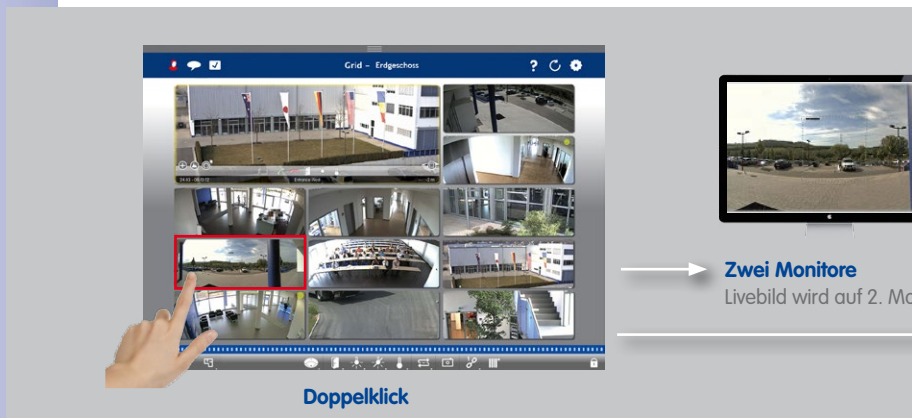 Grid – Erdgeschoss
?
Zwei Monitore
Livebild wird auf 2. Mo
Doppelklick